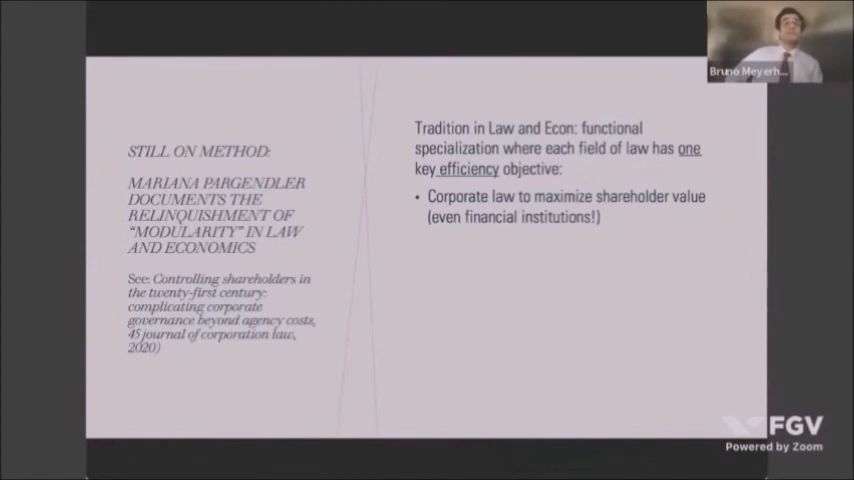 Bruno Meyerh...
STILL ON METHOD:
MARIANA PARGENDLER
DOCUMENTS THE
RELINQUISHMENT OF
"MODULARITY" IN LAW
AND ECONOMICS
See: Controlling shareholders in
the twenty-first century:
complicating corporate
governance beyond agency costs,
45 journal of corporation law,
2020)
Tradition in Law and Econ: functional
specialization where each field of law has one
key efficiency objective:
• Corporate law to maximize shareholder value
(even financial institutions!)
FGV
Powered by Zoom